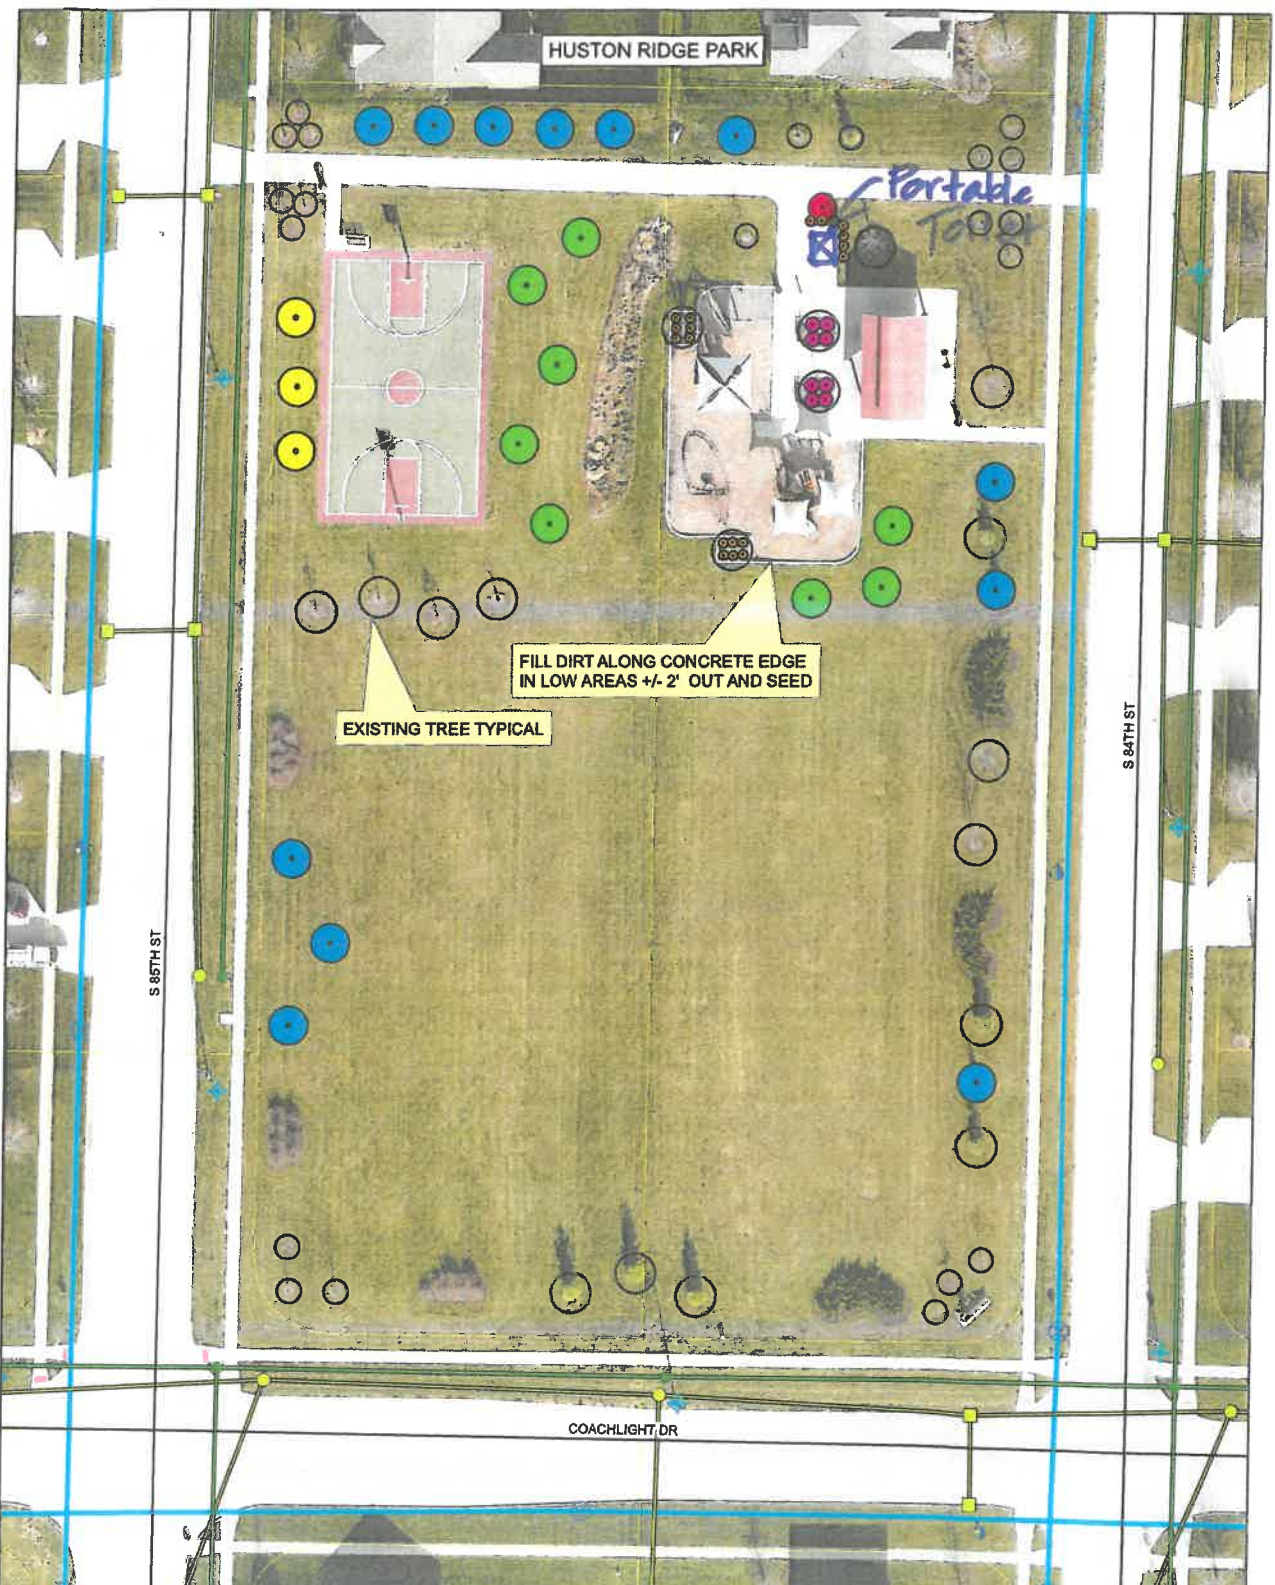 HUSTON RIDGE PARK
Portable
Toilet
FILL DIRT ALONG CONCRETE EDGE
IN LOW AREAS +/- 2' OUT AND SEED
EXISTING TREE TYPICAL
S 84TH ST
S 85TH ST
COACHLIGHT DR